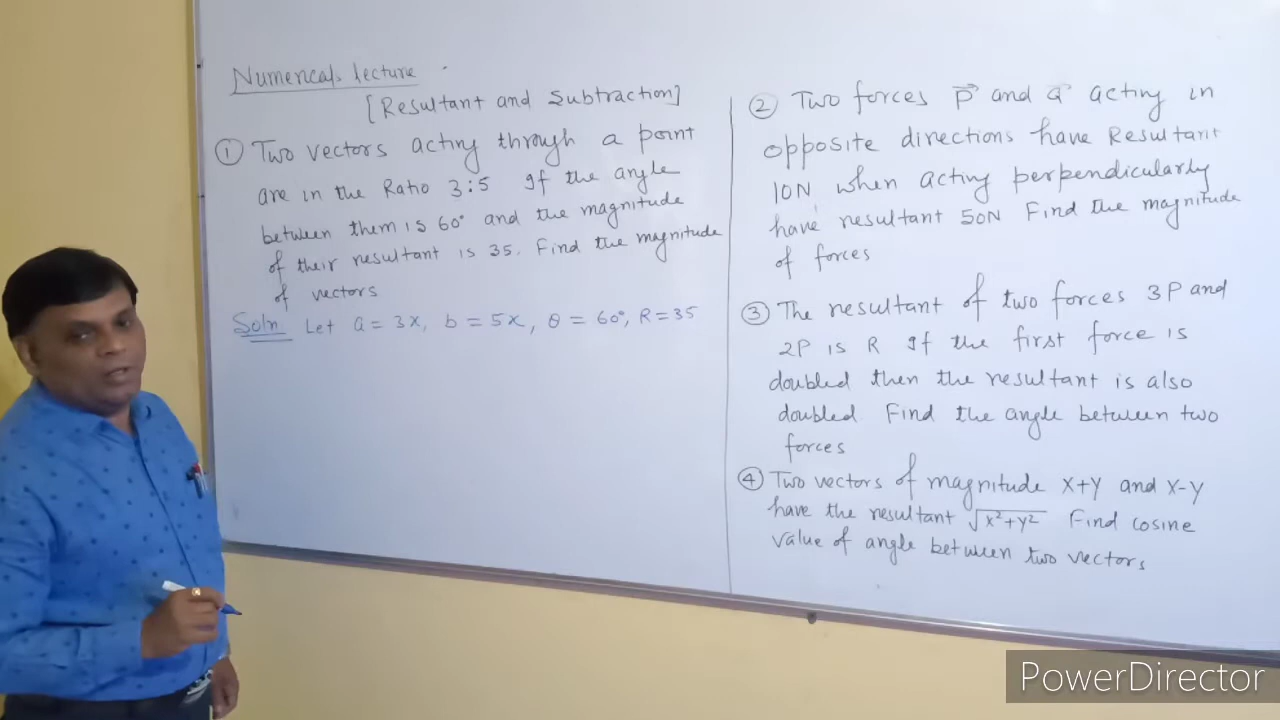 Numericals lecture
[Resultant and Subtraction]
① Two vectors acting through a point
are in the Ratio 3:5 If the angle
between them is 60° and the magnitude
of their resultant is 35. Find the magnitude
of vectors
Soln Let a = 3x, b = 5x, θ = 60°, R = 35
② Two forces P⃗ and Q⃗ acting in
opposite directions have Resultant
10N, when acting perpendicularly
have resultant 50N Find the magnitude
of forces
③ The resultant of two forces 3P and
2P is R If the first force is
doubled then the resultant is also
doubled Find the angle between two
forces
④ Two vectors of magnitude x+y and x-y
have the resultant √x²+y² Find cosine
value of angle between two vectors
PowerDirector